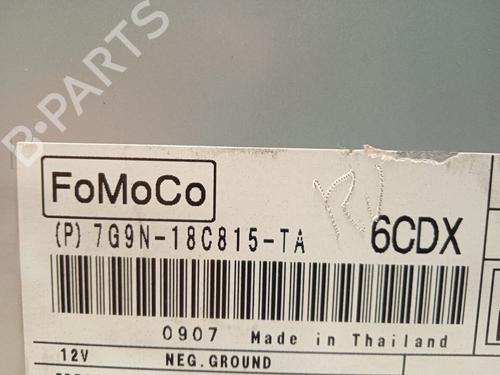 B-PARTS
FoMoCo
(P) 7G9N-18C815-TA 6CDX
0907 Made in Thailand
12V NEG.GROUND